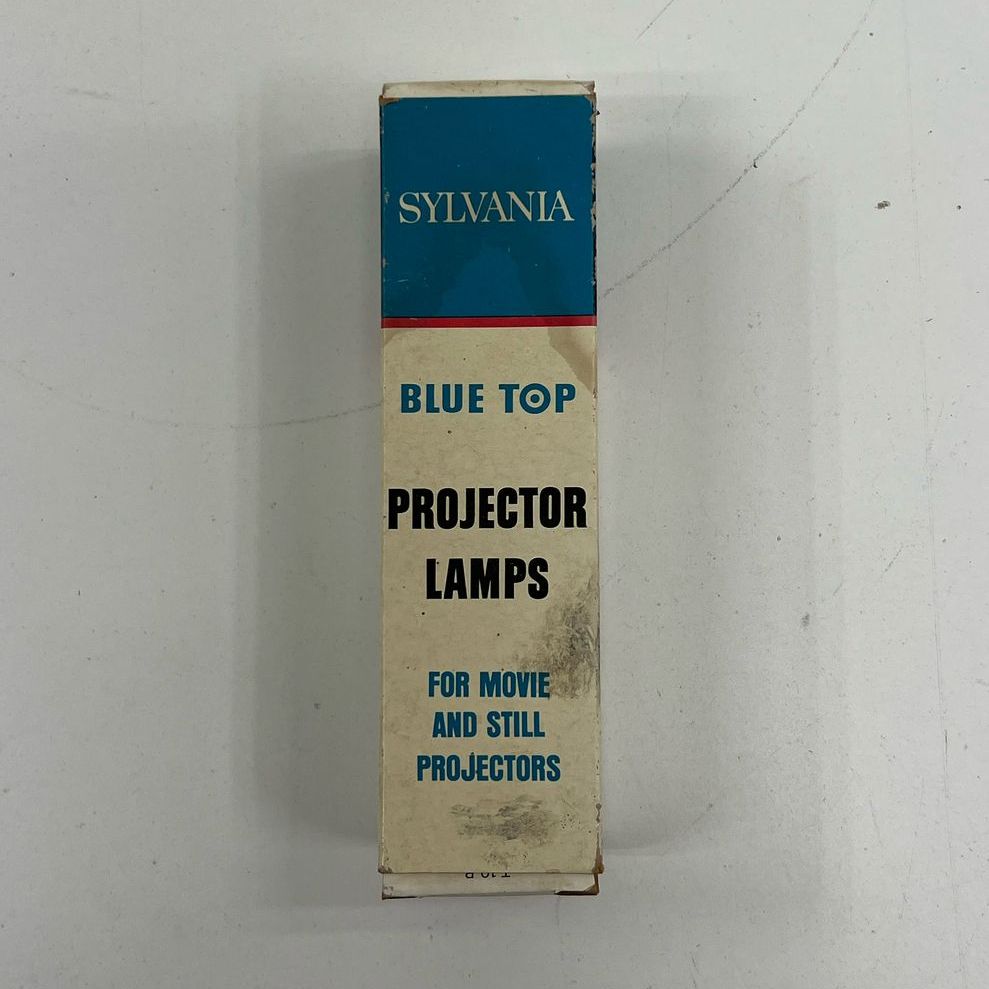 SYLVANIA
BLUE TOP
PROJECTOR
LAMPS
FOR MOVIE
AND STILL
PROJECTORS